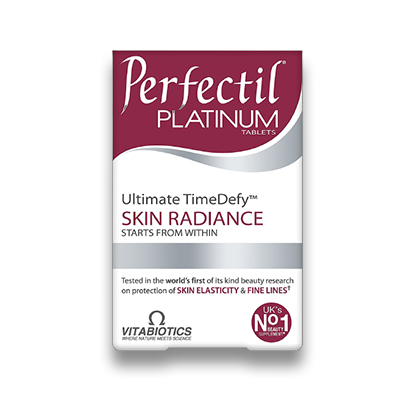 Perfectil®
PLATINUM
TABLETS
Ultimate TimeDefy™
SKIN RADIANCE
STARTS FROM WITHIN
Tested in the world's first of its kind beauty research
on protection of SKIN ELASTICITY & FINE LINES†
UK's
No1
BEAUTY
SUPPLEMENT*
VITABIOTICS
WHERE NATURE MEETS SCIENCE